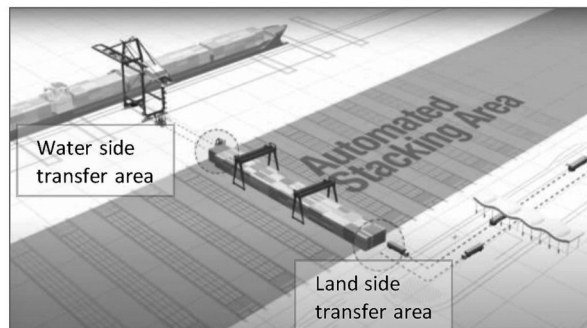 Automated
Stacking Area
Water side
transfer area
Land side
transfer area